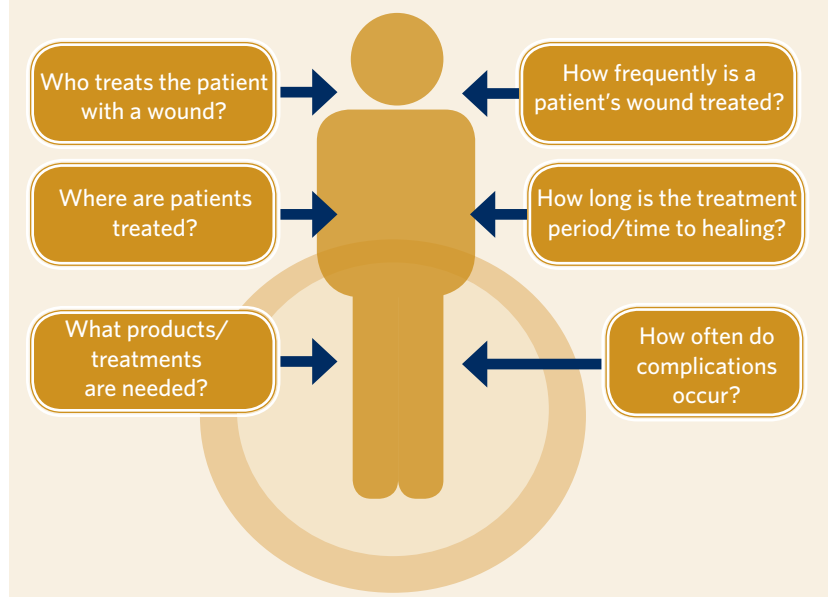 Who treats the patient
with a wound?
How frequently is a
patient's wound treated?
Where are patients
treated?
How long is the treatment
period/time to healing?
What products/
treatments
are needed?
How often do
complications
occur?